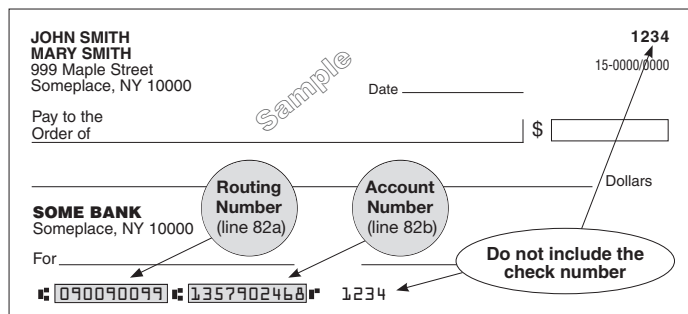 JOHN SMITH
MARY SMITH
999 Maple Street
Someplace, NY 10000
1234
15-0000/0000
Sample
Date
Pay to the
Order of
$
Dollars
Routing
Number
(line 82a)
Account
Number
(line 82b)
SOME BANK
Someplace, NY 10000
For
Do not include the
check number
⑆ 090090099 ⑆ 1357902468⑈ 1234